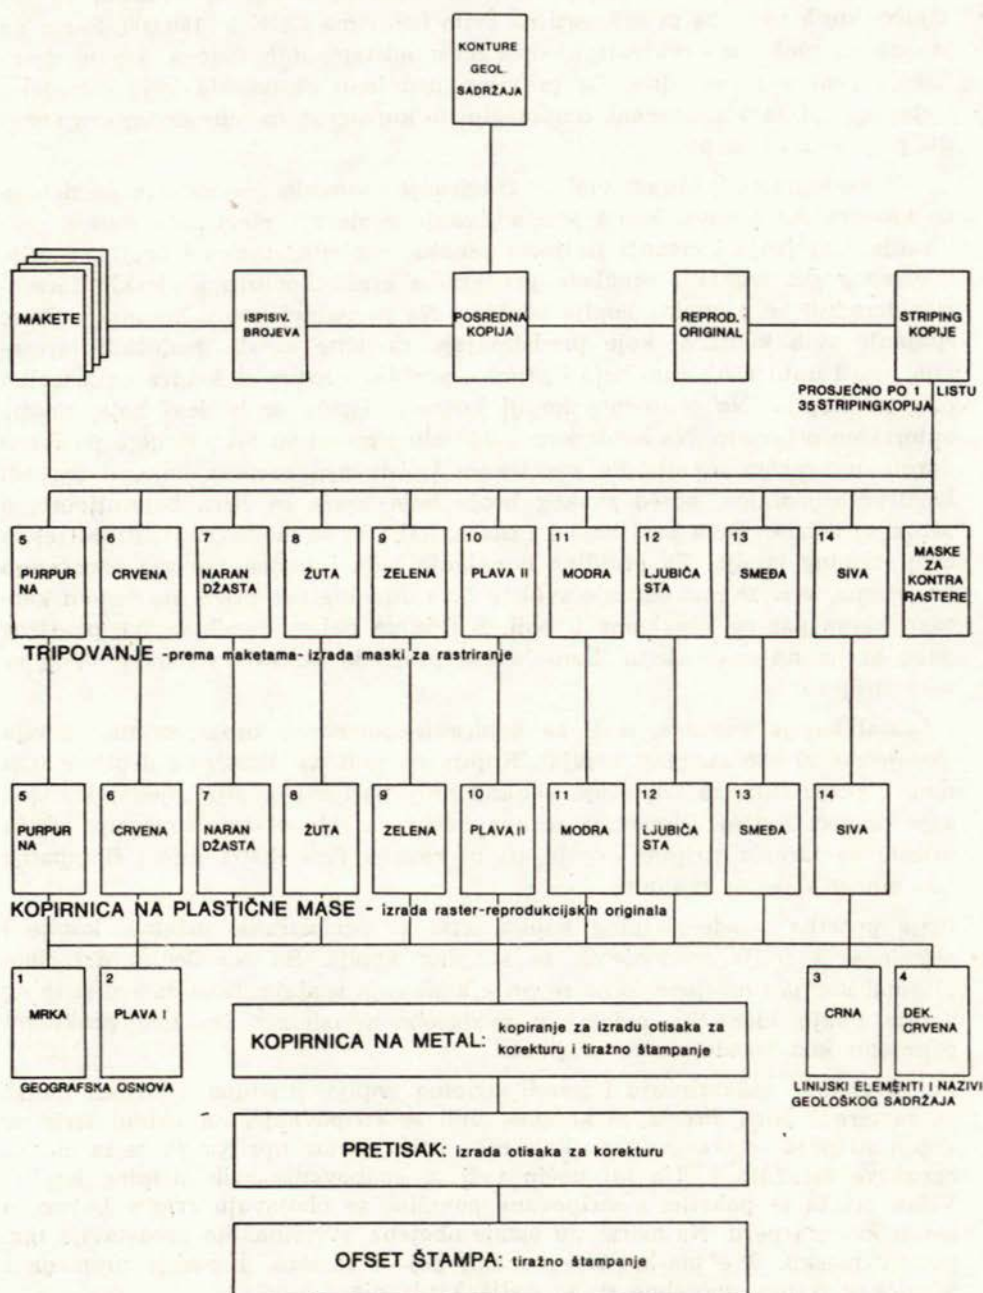 KONTURE
GEOL.
SADRŽAJA
MAKETE
ISPISIV.
BROJEVA
POSREDNA
KOPIJA
REPROD.
ORIGINAL
STRIPING
KOPIJE
PROSJEČNO PO 1 LISTU
35 STRIPING KOPIJA
5
PURPUR
NA
6
CRVENA
7
NARAN
DŽASTA
8
ŽUTA
9
ZELENA
10
PLAVA II
11
MODRA
12
LJUBIČA
STA
13
SMEĐA
14
SIVA
MASKE
ZA
KONTRA
RASTERE
TRIPOVANJE - prema maketama - izrada maski za rastriranje
5
PURPUR
NA
6
CRVENA
7
NARAN
DŽASTA
8
ŽUTA
9
ZELENA
10
PLAVA II
11
MODRA
12
LJUBIČA
STA
13
SMEĐA
14
SIVA
KOPIRNICA NA PLASTIČNE MASE - izrada raster-reprodukcijskih originala
1
MRKA
2
PLAVA I
GEOGRAFSKA OSNOVA
KOPIRNICA NA METAL: kopiranje za izradu otisaka za
korekturu i tiražno štampanje
3
CRNA
4
DEK.
CRVENA
LINIJSKI ELEMENTI I NAZIVI
GEOLOŠKOG SADRŽAJA
PRETISAK: izrada otisaka za korekturu
OFSET ŠTAMPA: tiražno štampanje